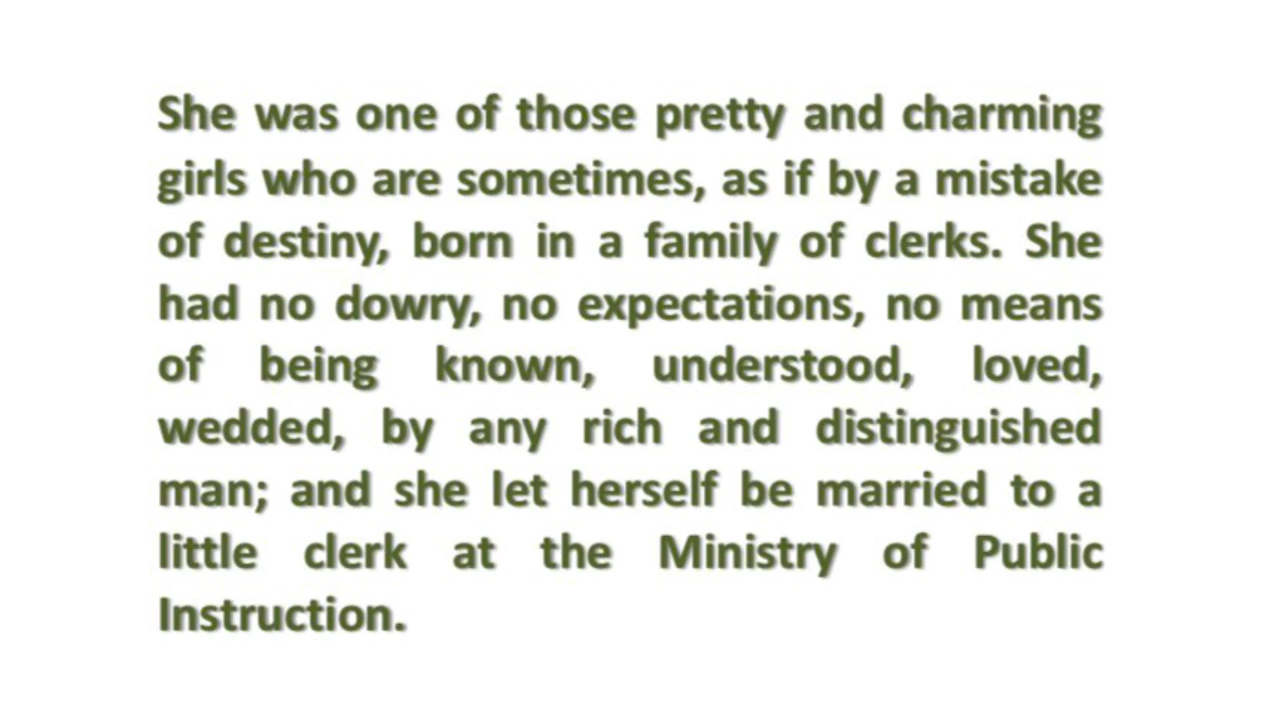 She was one of those pretty and charming
girls who are sometimes, as if by a mistake
of destiny, born in a family of clerks. She
had no dowry, no expectations, no means
of being known, understood, loved,
wedded, by any rich and distinguished
man; and she let herself be married to a
little clerk at the Ministry of Public
Instruction.